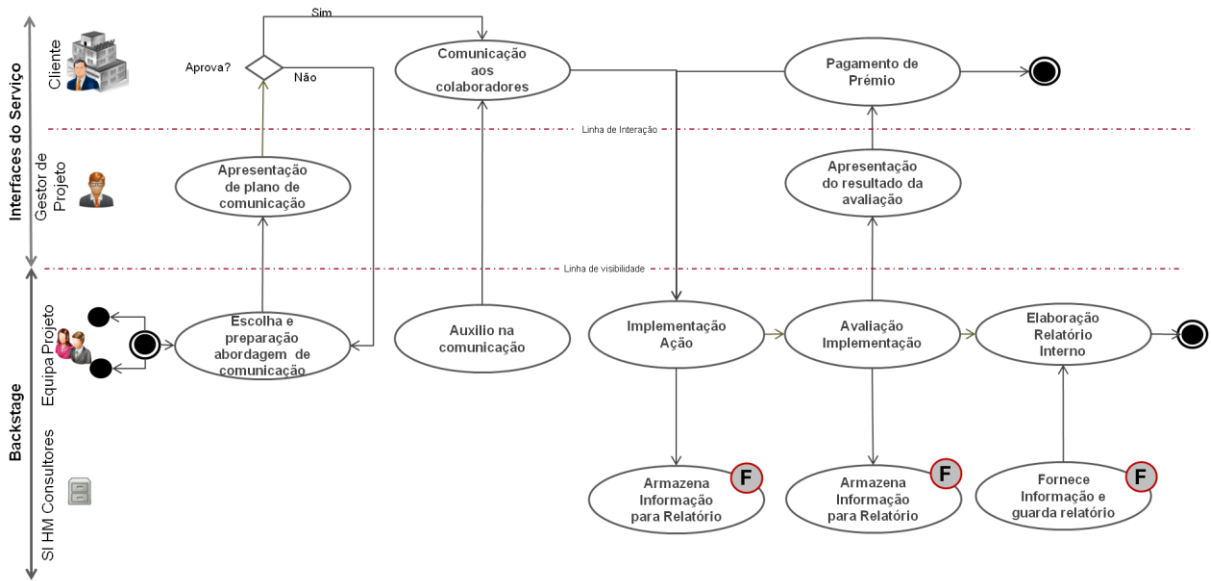 Interfaces do Serviço
Backstage
Cliente
Gestor de
Projeto
Equipa Projeto
SI HM Consultores
Sim
Aprova?
Não
Comunicação
aos
colaboradores
Pagamento de
Prémio
Linha de Interação
Apresentação
de plano de
comunicação
Apresentação
do resultado da
avaliação
Linha de visibilidade
Escolha e
preparação
abordagem de
comunicação
Auxilio na
comunicação
Implementação
Ação
Avaliação
Implementação
Elaboração
Relatório
Interno
Armazena
Informação
para Relatório
F
Armazena
Informação
para Relatório
F
Fornece
Informação e
guarda relatório
F